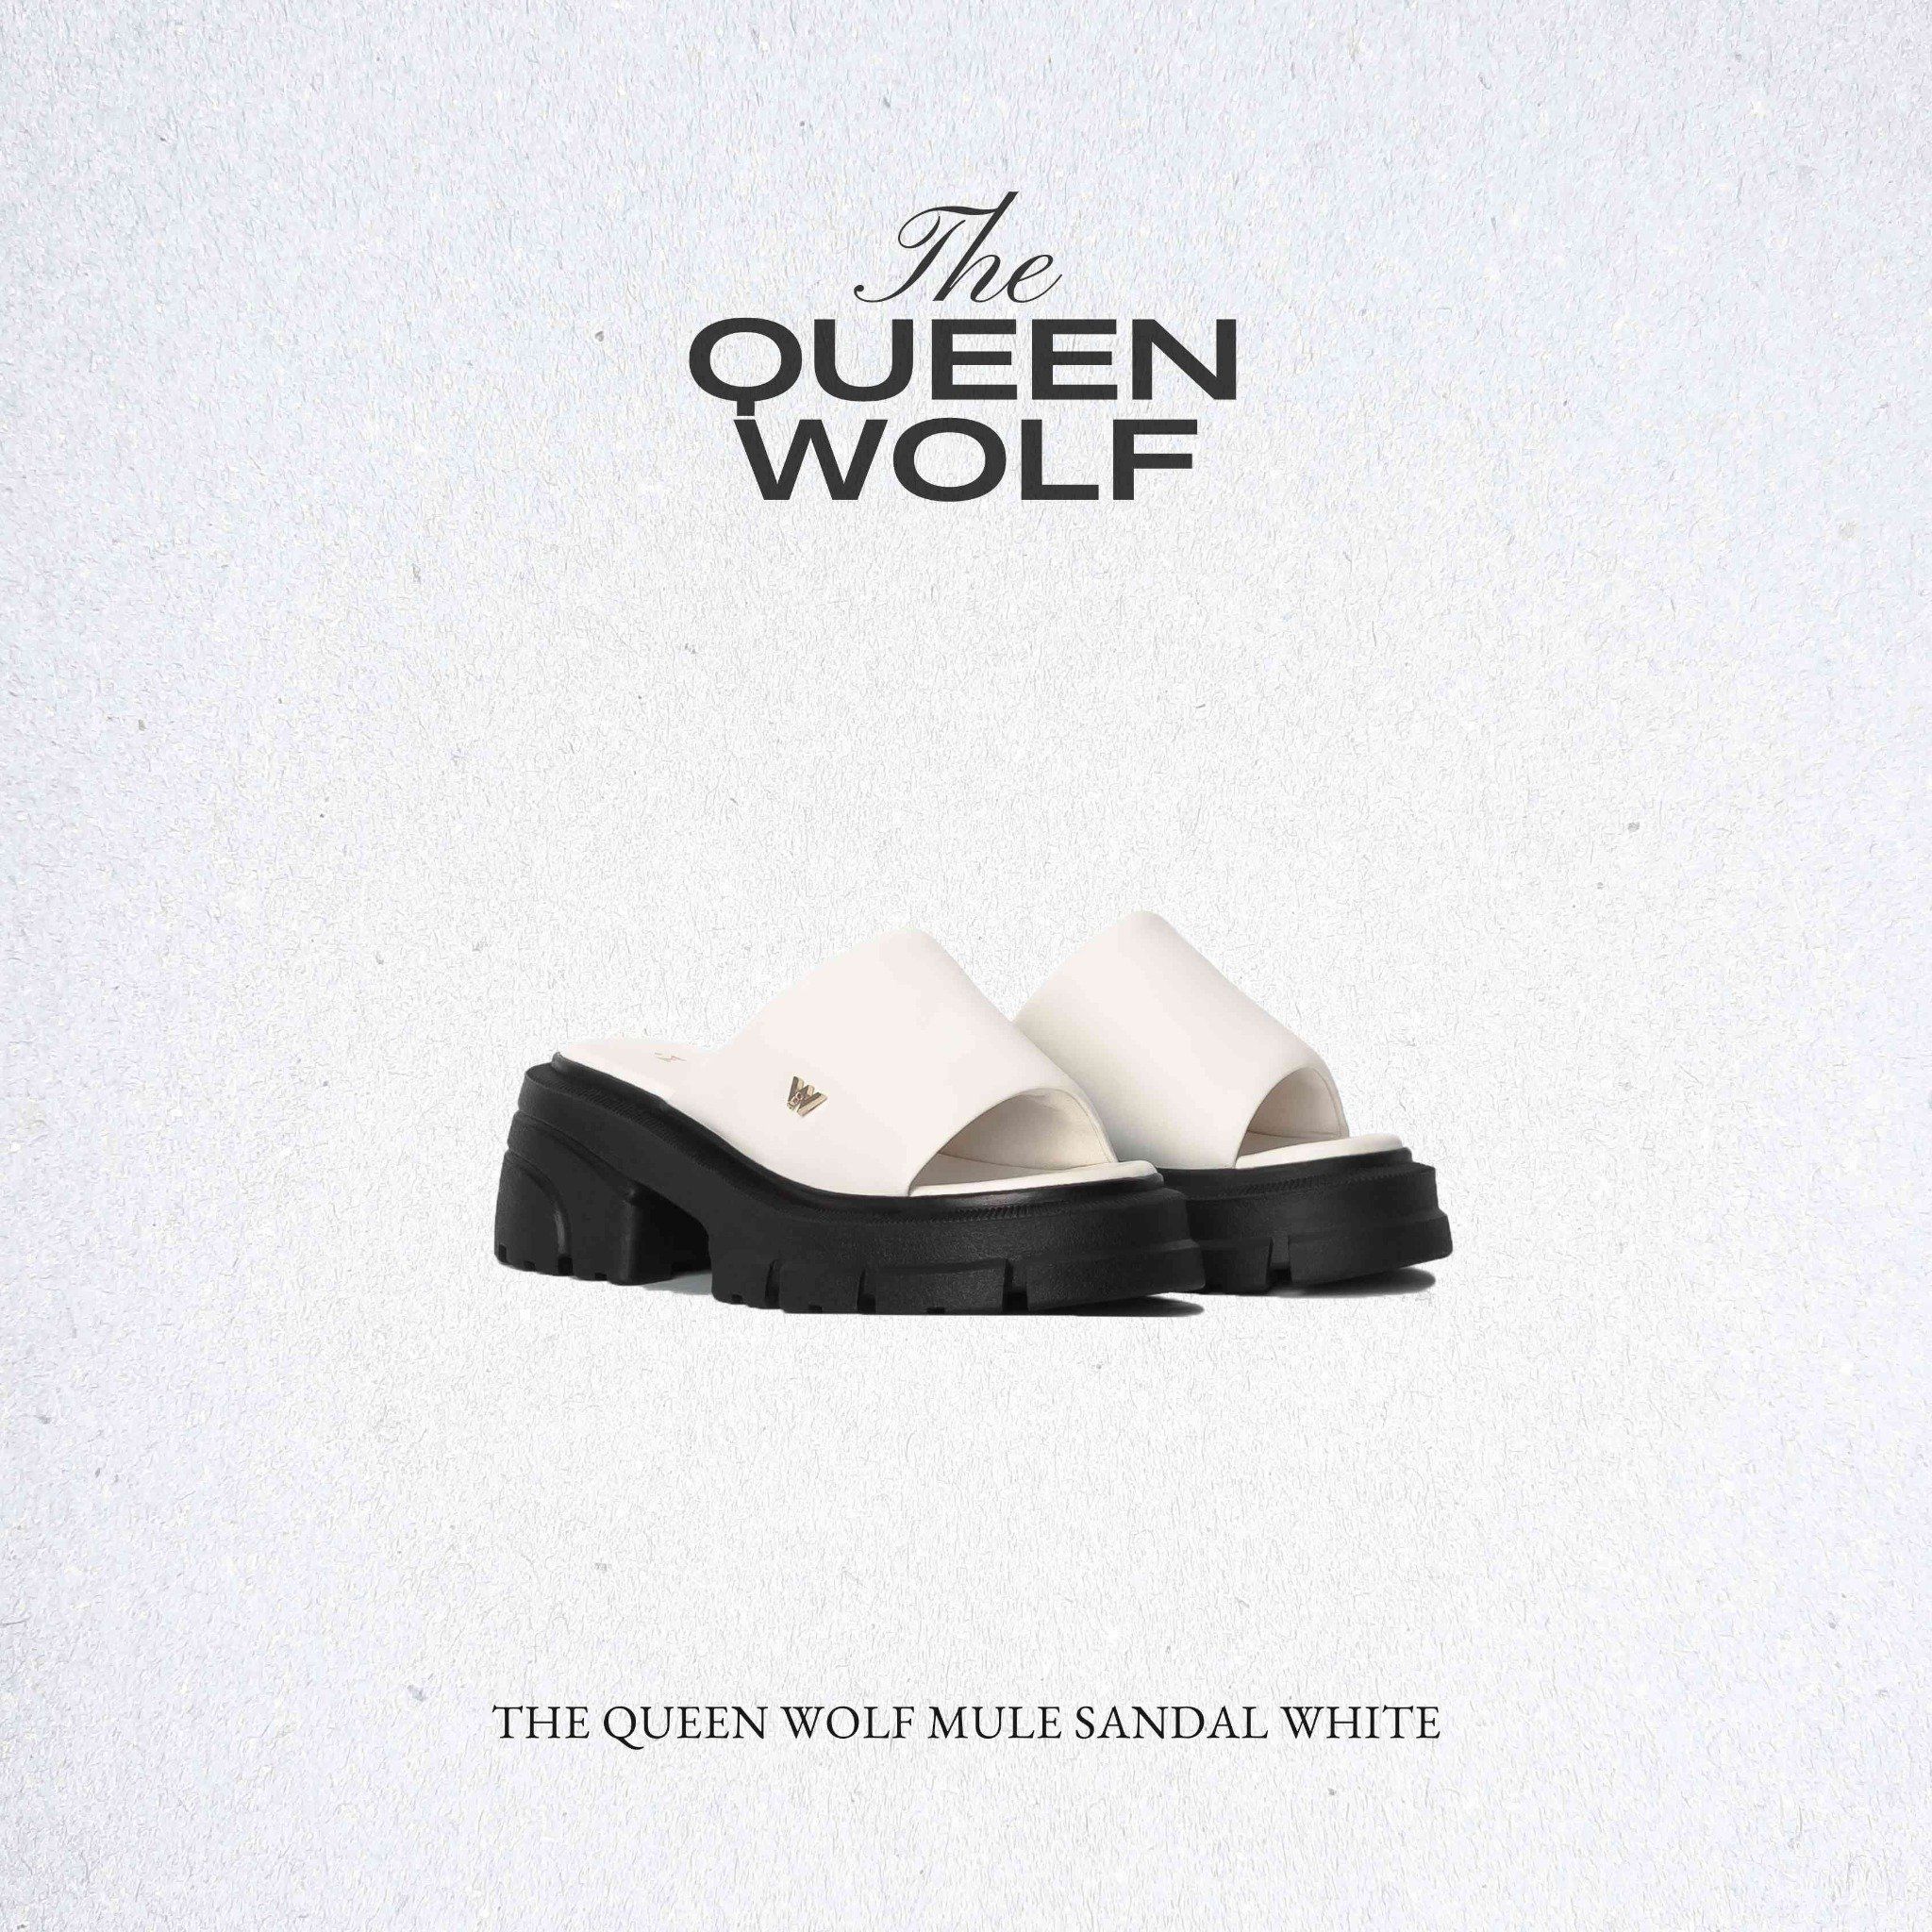 The
QUEEN
WOLF
W
THE QUEEN WOLF MULE SANDAL WHITE